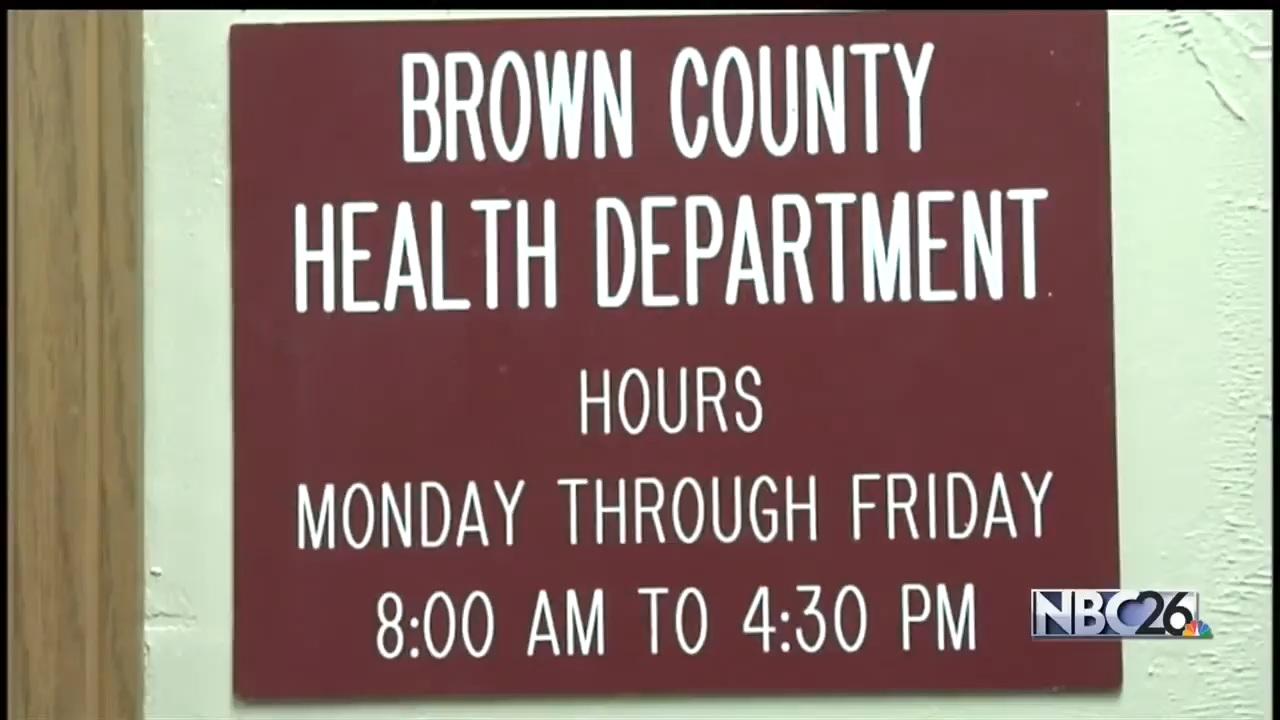 BROWN COUNTY
HEALTH DEPARTMENT
HOURS
MONDAY THROUGH FRIDAY
8:00 AM TO 4:30 PM
NBC26